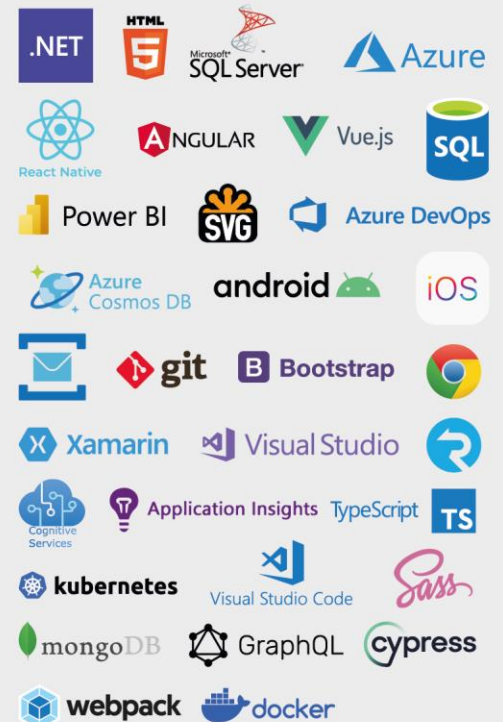 .NET
HTML
5
Microsoft®
SQL Server™
Azure
React Native
ANGULAR
Vue.js
SQL
Power BI
SVG
Azure DevOps
Azure
Cosmos DB
android
iOS
git
B Bootstrap
Xamarin
Visual Studio
Cognitive
Services
Application Insights
TypeScript
TS
kubernetes
Visual Studio Code
Sass
mongoDB
GraphQL
cypress
webpack
docker